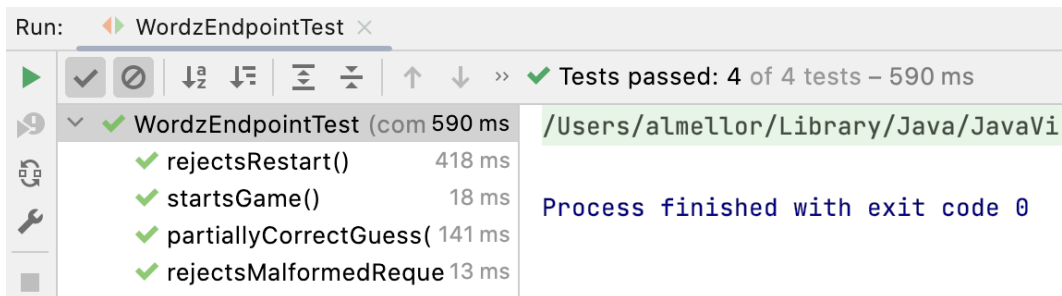 Run: WordzEndpointTest
Tests passed: 4 of 4 tests – 590 ms
WordzEndpointTest (com 590 ms
rejectsRestart() 418 ms
startsGame() 18 ms
partiallyCorrectGuess( 141 ms
rejectsMalformedReque 13 ms
/Users/almellor/Library/Java/JavaVi
Process finished with exit code 0